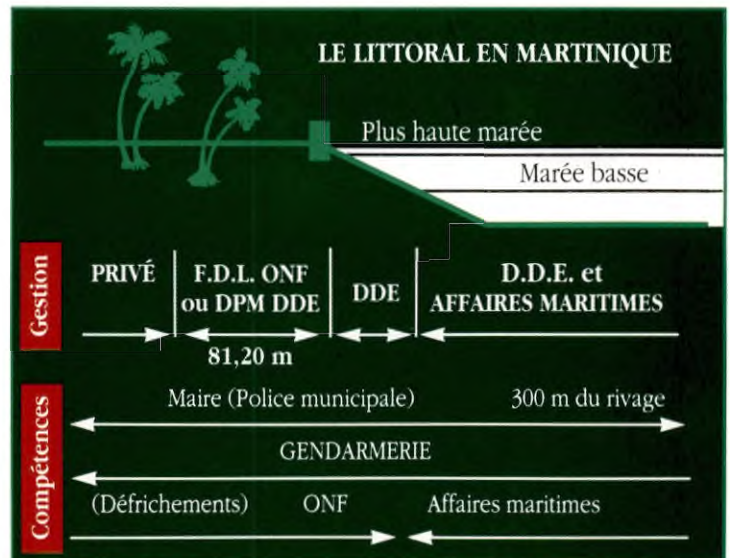 LE LITTORAL EN MARTINIQUE
Plus haute marée
Marée basse
Gestion
PRIVÉ
F.D.L. ONF
ou DPM DDE
DDE
D.D.E. et
AFFAIRES MARITIMES
81,20 m
Compétences
Maire (Police municipale)
300 m du rivage
GENDARMERIE
(Défrichements)
ONF
Affaires maritimes